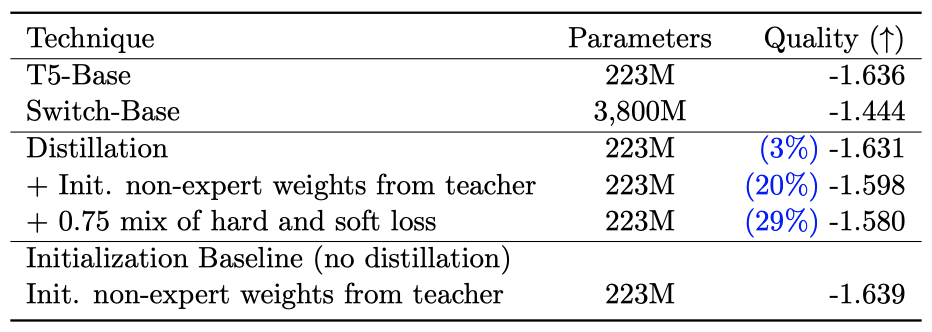 Technique Parameters Quality (↑)
T5-Base 223M -1.636
Switch-Base 3,800M -1.444
Distillation 223M (3%) -1.631
+ Init. non-expert weights from teacher 223M (20%) -1.598
+ 0.75 mix of hard and soft loss 223M (29%) -1.580
Initialization Baseline (no distillation)
Init. non-expert weights from teacher 223M -1.639